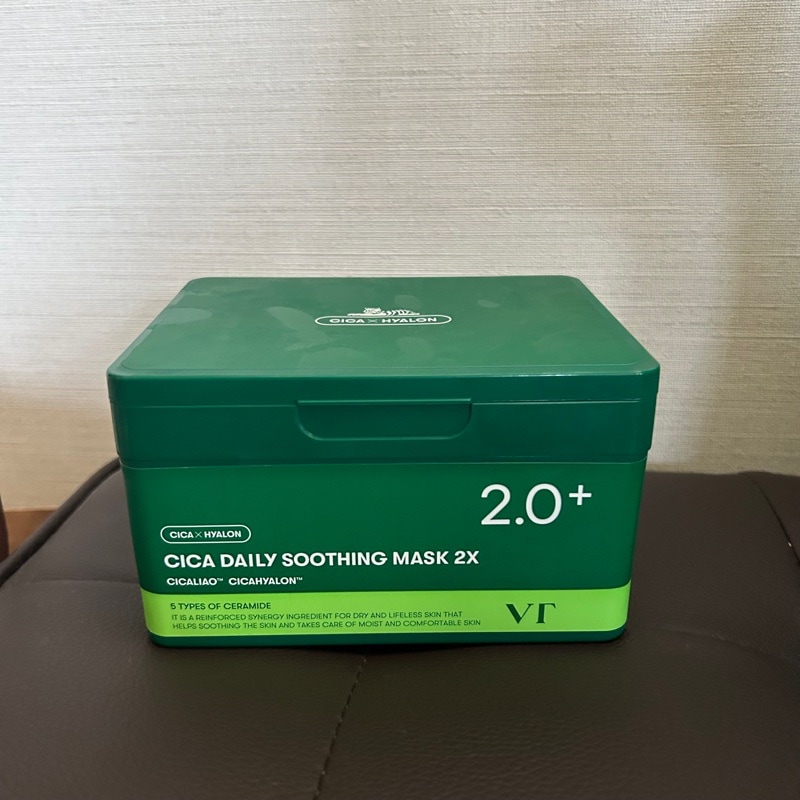 CICA×HYALON
2.0+
CICA×HYALON
CICA DAILY SOOTHING MASK 2X
CICALIAO™ CICAHYALON™
5 TYPES OF CERAMIDE
IT IS A REINFORCED SYNERGY INGREDIENT FOR DRY AND LIFELESS SKIN THAT
HELPS SOOTHING THE SKIN AND TAKES CARE OF MOIST AND COMFORTABLE SKIN
VT